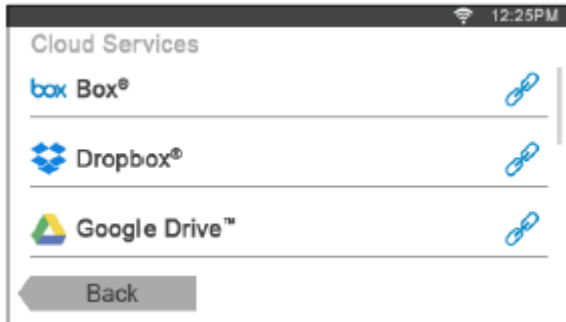 12:25PM
Cloud Services
box Box®
Dropbox®
Google Drive™
Back